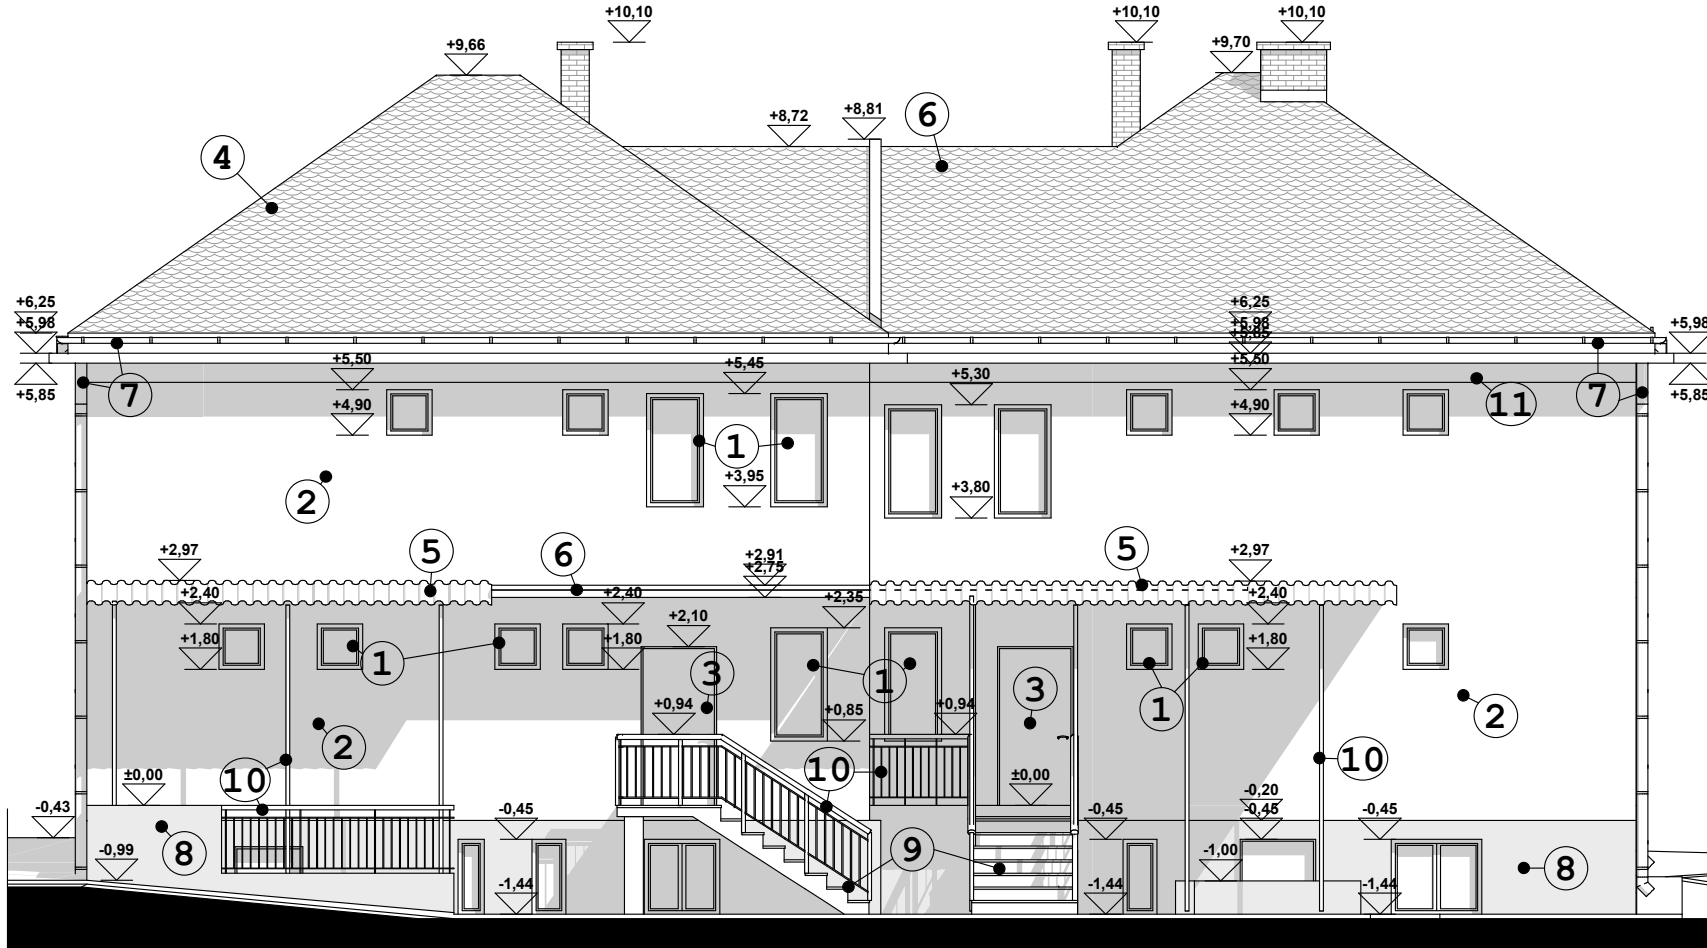 +10,10 +10,10 +10,10
+9,66 +9,70
+8,72 +8,81 6
4
+6,25 +6,25
+5,98 +5,98 +5,98
+5,85
+5,50 +5,45 +5,30 +5,50
+5,85 7 7 +5,85
11
+4,90 +4,90
1
+3,95 +3,80
2
+2,97 5 6 +2,91 5 +2,97
+2,75
+2,40 +2,40 +2,35 +2,40
+2,10
+1,80 +1,80 +1,80
1 3 1 3 1
+0,94 +0,85 +0,94 2
2
10 10 10
±0,00 ±0,00
-0,43 -0,45 -0,45 -0,20 -0,45
-0,45
8 9 8
-0,99 -1,00
-1,44 -1,44 -1,44